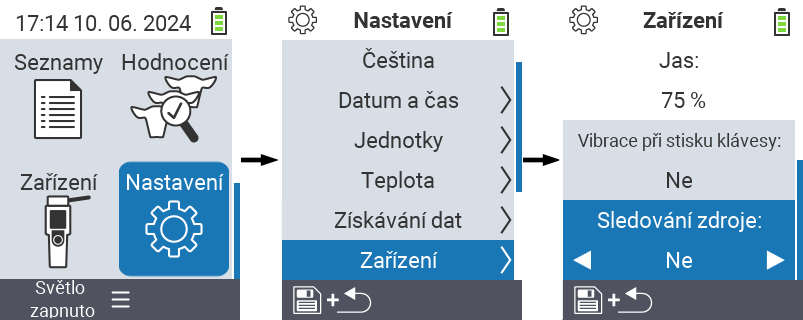 17:14 10. 06. 2024
Seznamy
Hodnocení
Zařízení
Nastavení
Světlo
zapnuto
Nastavení
Čeština
Datum a čas
Jednotky
Teplota
Získávání dat
Zařízení
+
Zařízení
Jas:
75 %
Vibrace při stisku klávesy:
Ne
Sledování zdroje:
Ne
+